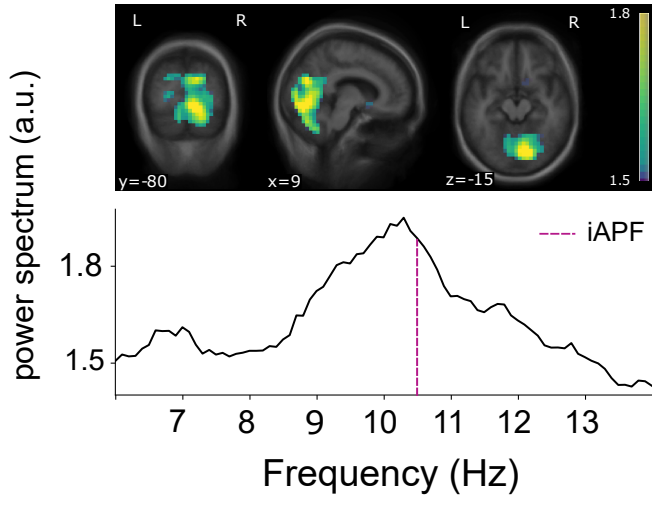 L R L R 1.8
y=-80 x=9 z=-15 1.5
power spectrum (a.u.)
1.8
1.5
iAPF
7 8 9 10 11 12 13
Frequency (Hz)